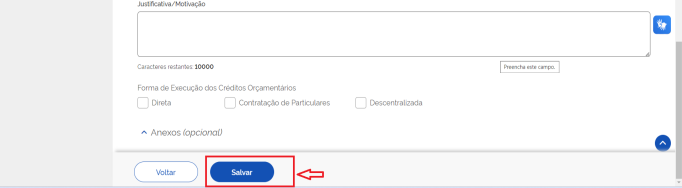 Justificativa/Motivação
Caracteres restantes: 10000
Preencha este campo.
Forma de Execução dos Créditos Orçamentários
Direta
Contratação de Particulares
Descentralizada
Anexos (opcional)
Voltar
Salvar